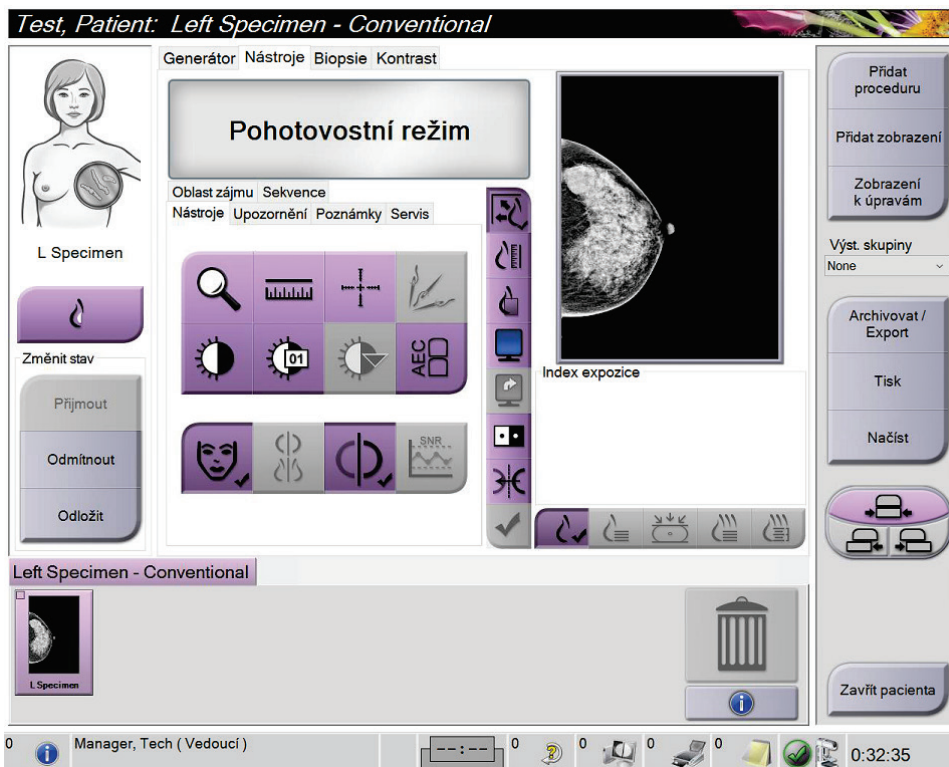 Test, Patient: Left Specimen - Conventional
L Specimen
Změnit stav
Přijmout
Odmítnout
Odložit
Generátor Nástroje Biopsie Kontrast
Pohotovostní režim
Oblast zájmu Sekvence
Nástroje Upozornění Poznámky Servis
01
AEC
SNR
Index expozice
Přidat
proceduru
Přidat zobrazení
Zobrazení
k úpravám
Výst. skupiny
None
Archivovat /
Export
Tisk
Načíst
Left Specimen - Conventional
L Specimen
Zavřít pacienta
0 Manager, Tech ( Vedoucí ) --:-- 0 0 0 0 0:32:35